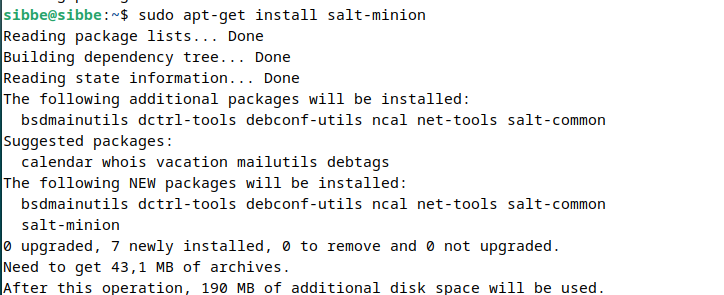 sibbe@sibbe:~$ sudo apt-get install salt-minion
Reading package lists... Done
Building dependency tree... Done
Reading state information... Done
The following additional packages will be installed:
  bsdmainutils dctrl-tools debconf-utils ncal net-tools salt-common
Suggested packages:
  calendar whois vacation mailutils debtags
The following NEW packages will be installed:
  bsdmainutils dctrl-tools debconf-utils ncal net-tools salt-common
  salt-minion
0 upgraded, 7 newly installed, 0 to remove and 0 not upgraded.
Need to get 43,1 MB of archives.
After this operation, 190 MB of additional disk space will be used.